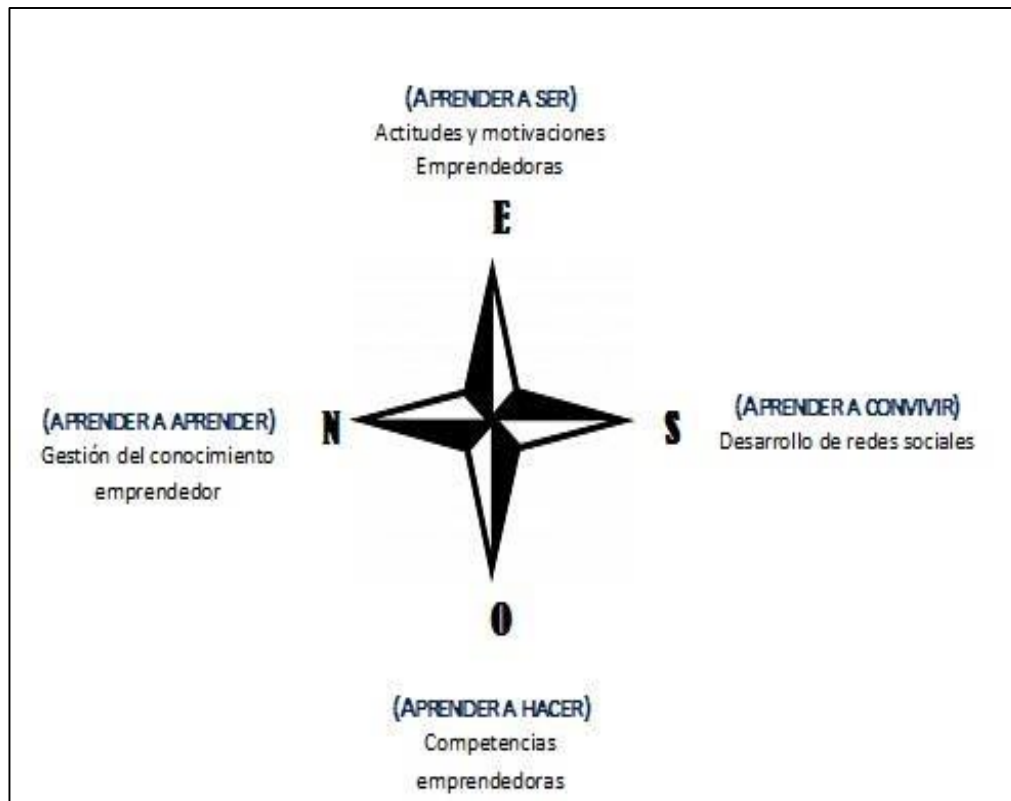 (APRENDER A SER)
Actitudes y motivaciones
Emprendedoras
E
(APRENDER A APRENDER)
Gestión del conocimiento
emprendedor
N
S
(APRENDER A CONVIVIR)
Desarrollo de redes sociales
O
(APRENDER A HACER)
Competencias
emprendedoras